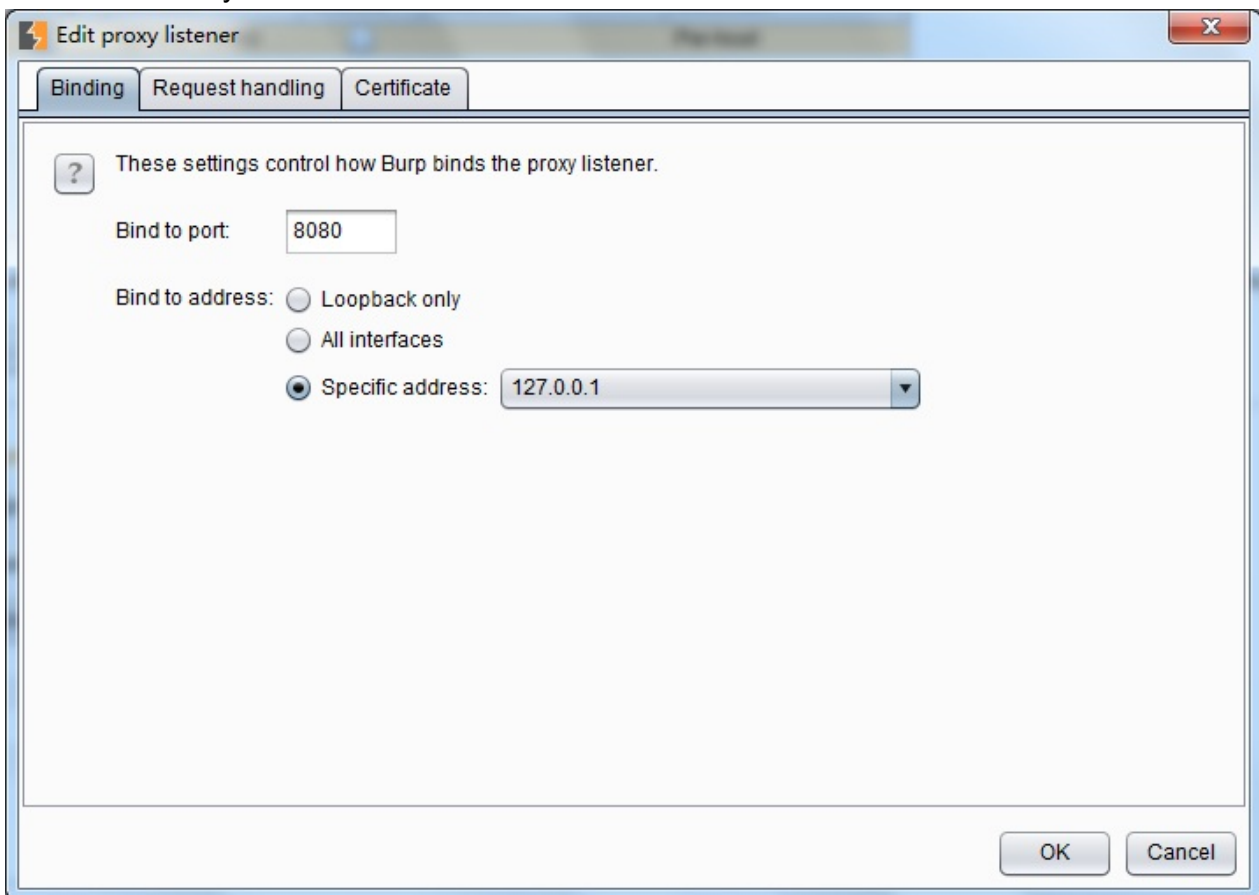 Edit proxy listener
Binding Request handling Certificate
? These settings control how Burp binds the proxy listener.
Bind to port: 8080
Bind to address: Loopback only
All interfaces
Specific address: 127.0.0.1
OK Cancel